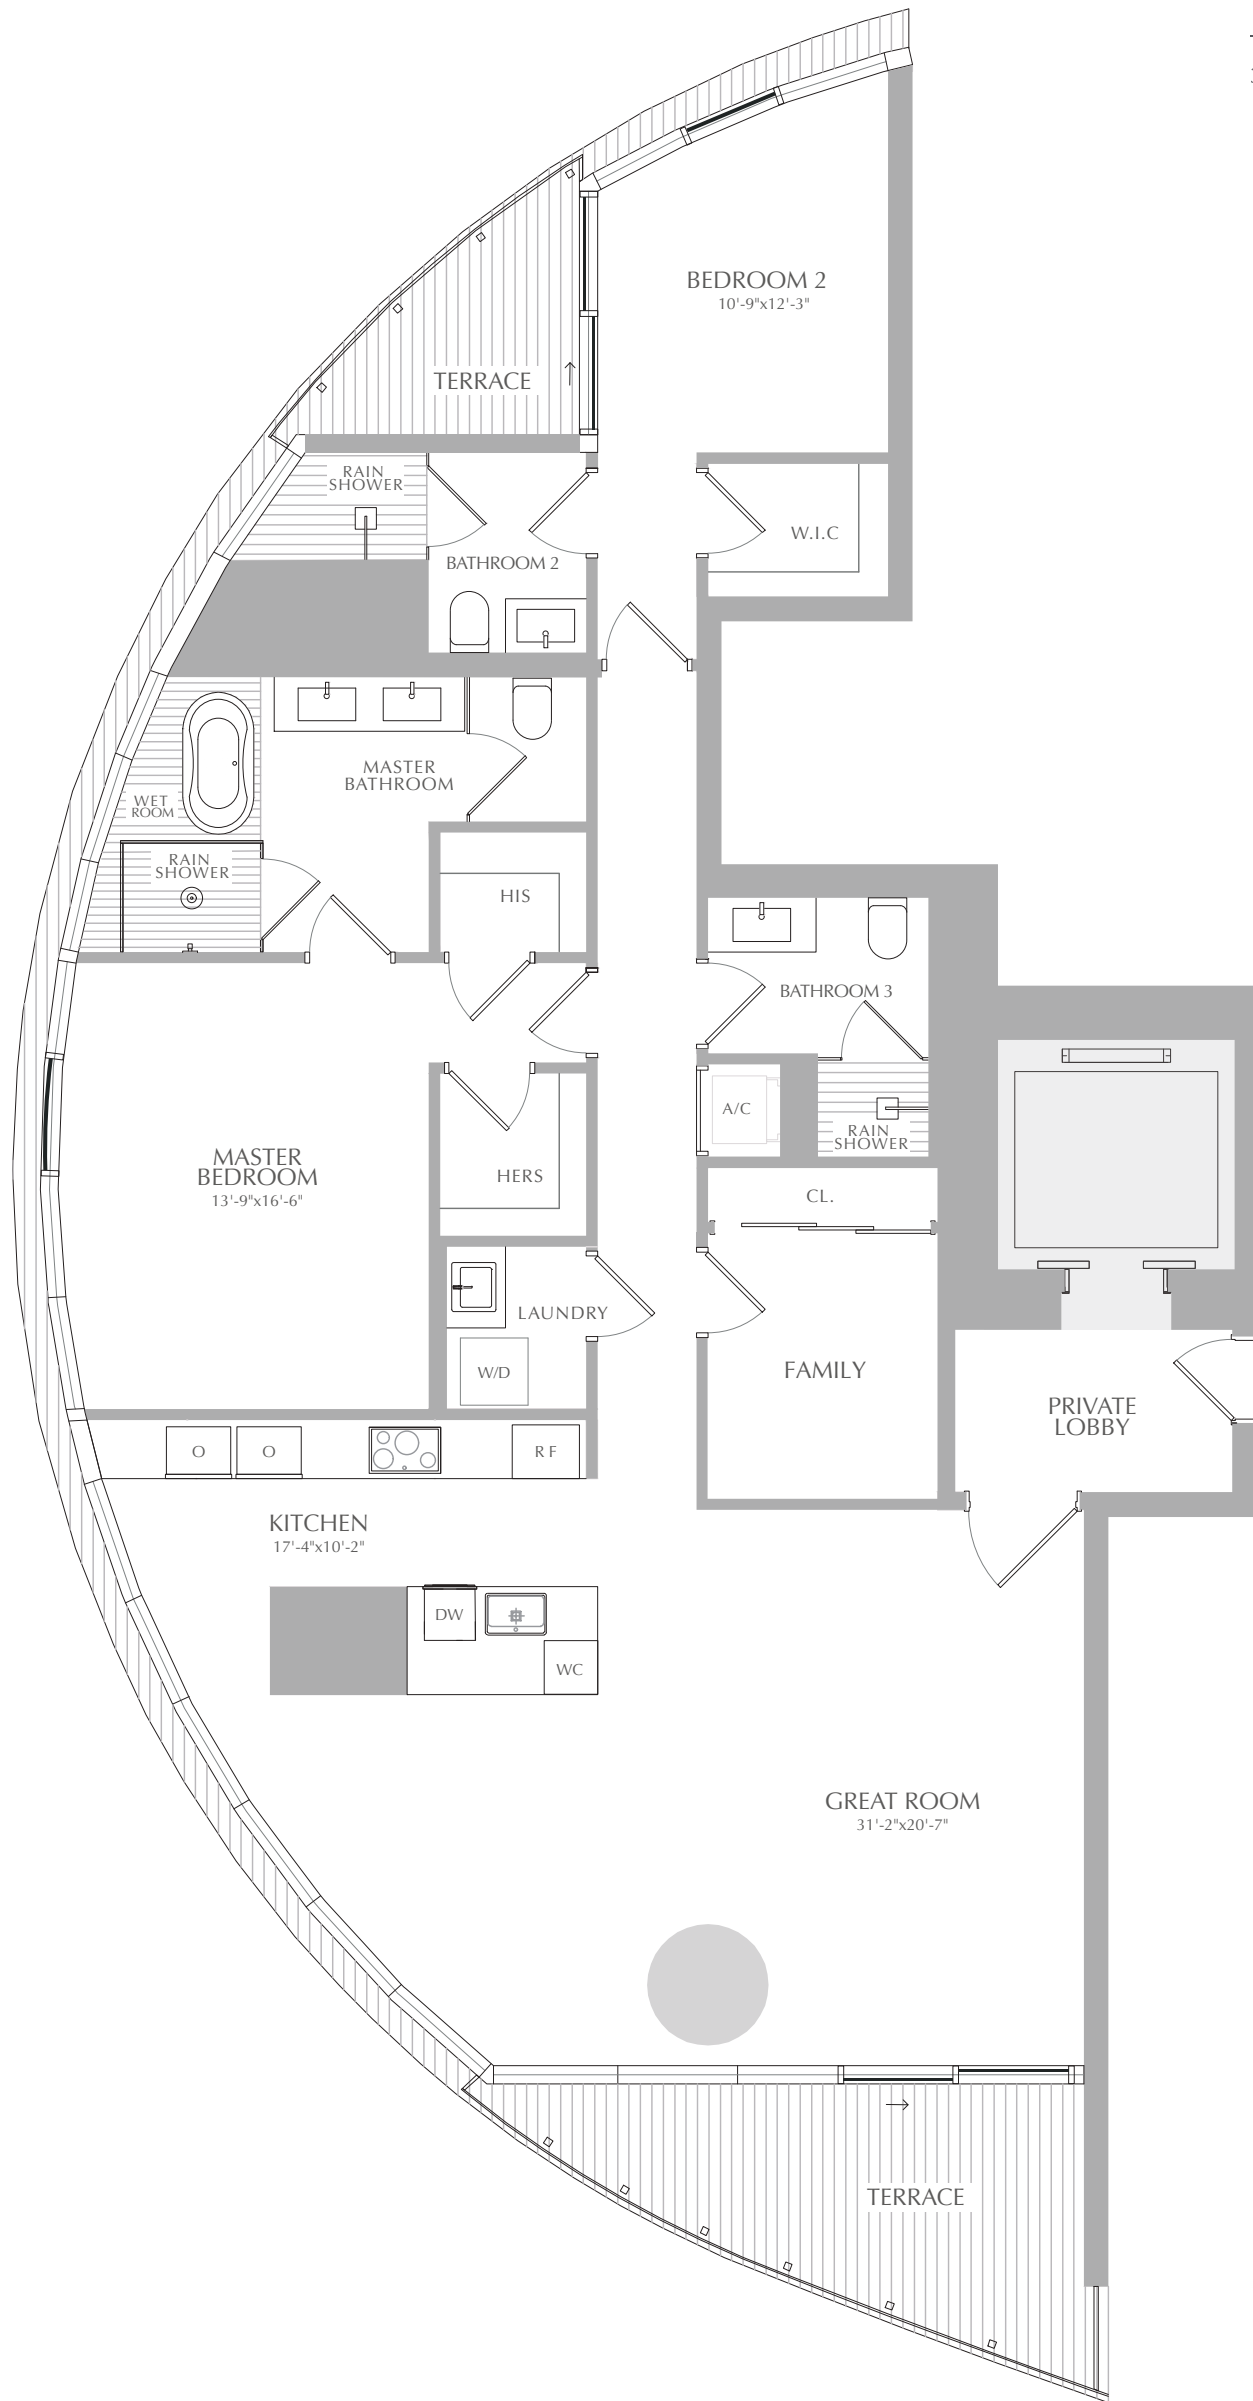 BEDROOM 2
10'-9"x12'-3"
TERRACE
RAIN
SHOWER
W.I.C
BATHROOM 2
MASTER
BATHROOM
WET
ROOM
RAIN
SHOWER
HIS
BATHROOM 3
A/C
RAIN
SHOWER
MASTER
BEDROOM
13'-9"x16'-6"
HERS
CL.
LAUNDRY
W/D
FAMILY
PRIVATE
LOBBY
O
O
RF
KITCHEN
17'-4"x10'-2"
DW
WC
GREAT ROOM
31'-2"x20'-7"
TERRACE